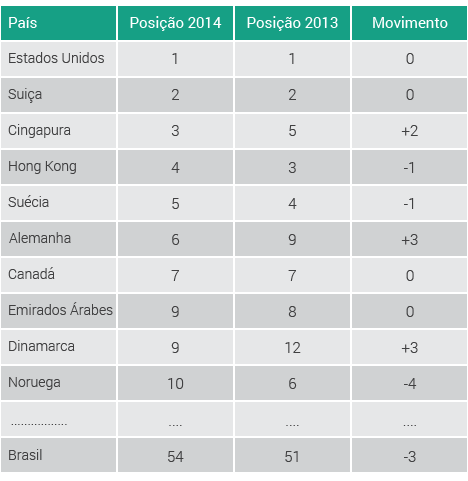 País Posição 2014 Posição 2013 Movimento
Estados Unidos 1 1 0
Suiça 2 2 0
Cingapura 3 5 +2
Hong Kong 4 3 -1
Suécia 5 4 -1
Alemanha 6 9 +3
Canadá 7 7 0
Emirados Árabes 9 8 0
Dinamarca 9 12 +3
Noruega 10 6 -4
................. .... .... ....
Brasil 54 51 -3